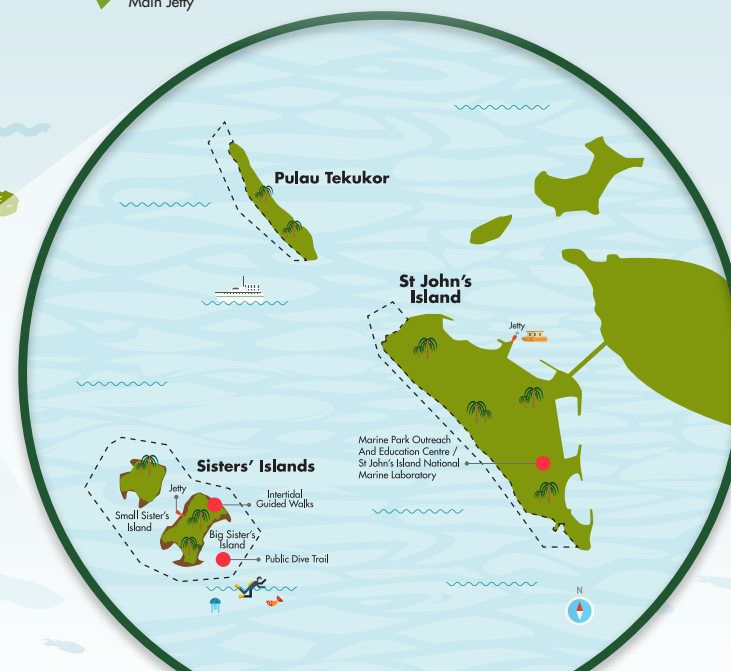 Main Jetty
Pulau Tekukor
St John's
Island
Jetty
Marine Park Outreach
And Education Centre /
St John's Island National
Marine Laboratory
Sisters' Islands
Jetty
Intertidal
Guided Walks
Small Sister's
Island
Big Sister's
Island
Public Dive Trail
N